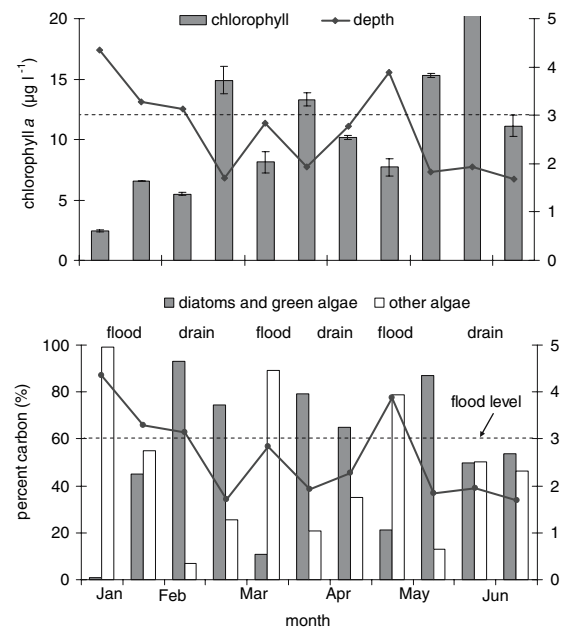 chlorophyll depth
20
15
10
5
0
5
4
3
2
1
0
chlorophyll a (µg l⁻¹)
diatoms and green algae other algae
flood drain flood drain flood drain
100
80
60
40
20
0
5
4
3
2
1
0
flood level
percent carbon (%)
Jan Feb Mar Apr May Jun
month